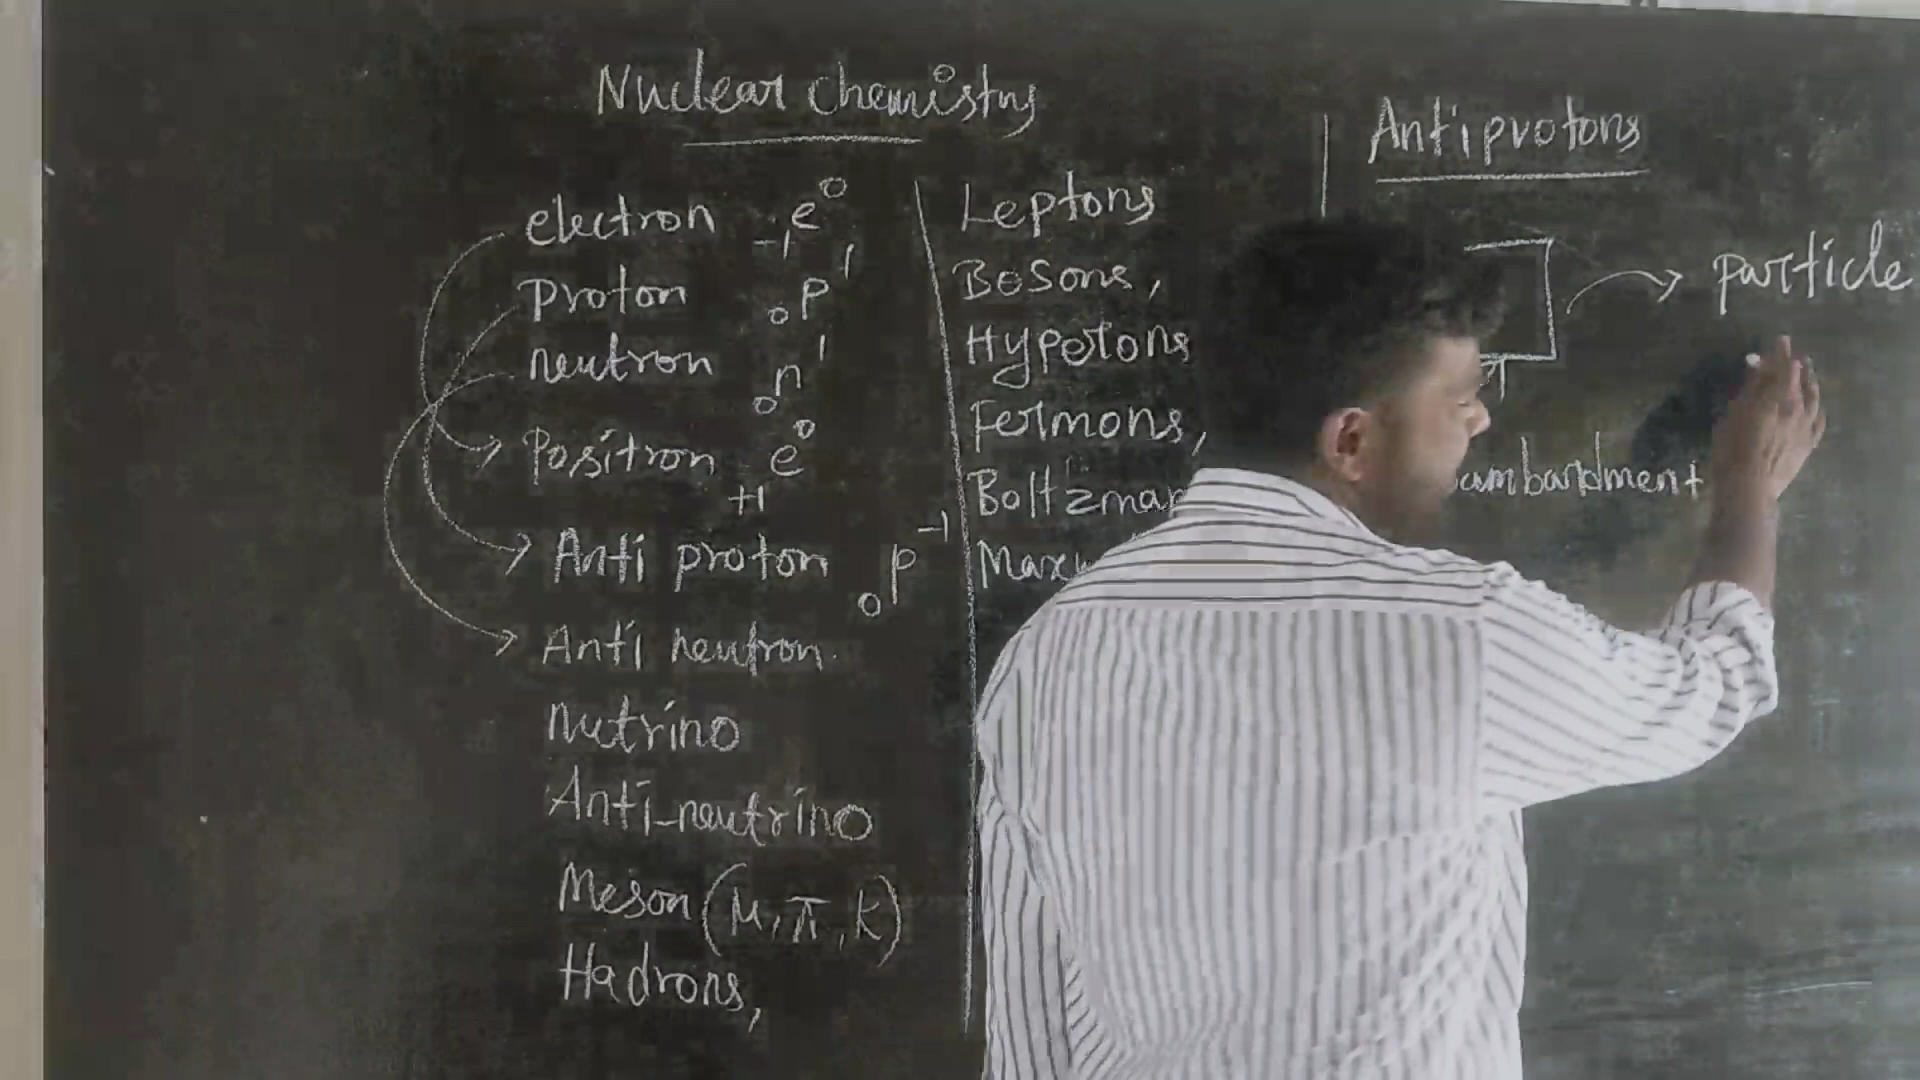 Nuclear chemistry
electron -1e0
proton 0p1
neutron 0n1
Positron +1e0
Anti proton 0p-1
Anti neutron.
nutrino
Anti-neutrino
Meson (μ, π, K)
Hadrons,
Leptons
Bosons,
Hyperons
Fermons,
Antiprotons
particle